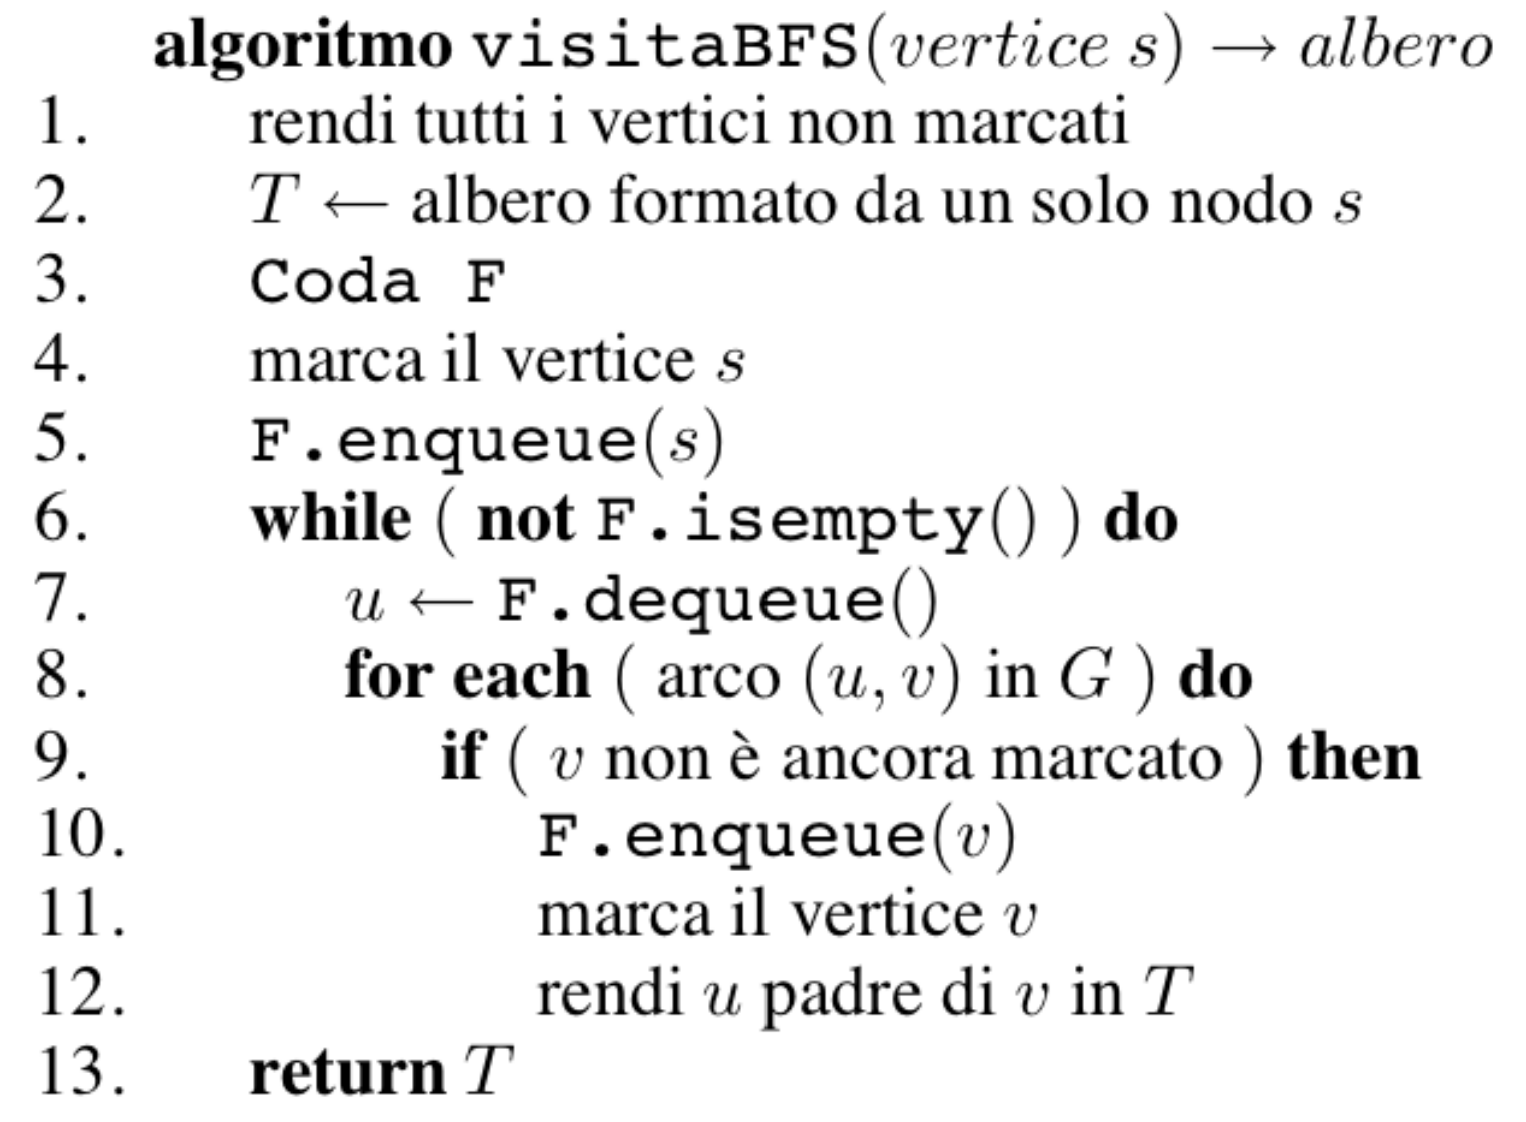 algoritmo visitaBFS(vertice s) → albero
1. rendi tutti i vertici non marcati
2. T ← albero formato da un solo nodo s
3. Coda F
4. marca il vertice s
5. F.enqueue(s)
6. while ( not F.isempty() ) do
7. u ← F.dequeue()
8. for each ( arco (u, v) in G ) do
9. if ( v non è ancora marcato ) then
10. F.enqueue(v)
11. marca il vertice v
12. rendi u padre di v in T
13. return T